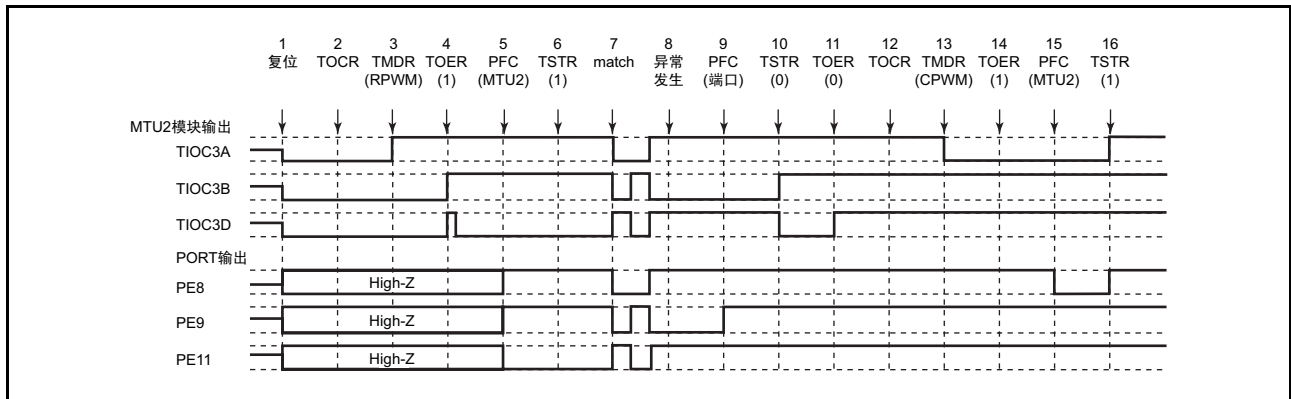 1 2 3 4 5 6 7 8 9 10 11 12 13 14 15 16
复位 TOCR TMDR TOER PFC TSTR match 异常 PFC TSTR TOER TOCR TMDR TOER PFC TSTR
(RPWM) (1) (MTU2) (1) 发生 (端口) (0) (0) (CPWM) (1) (MTU2) (1)
MTU2模块输出
TIOC3A
TIOC3B
TIOC3D
PORT输出
PE8 High-Z
PE9 High-Z
PE11 High-Z